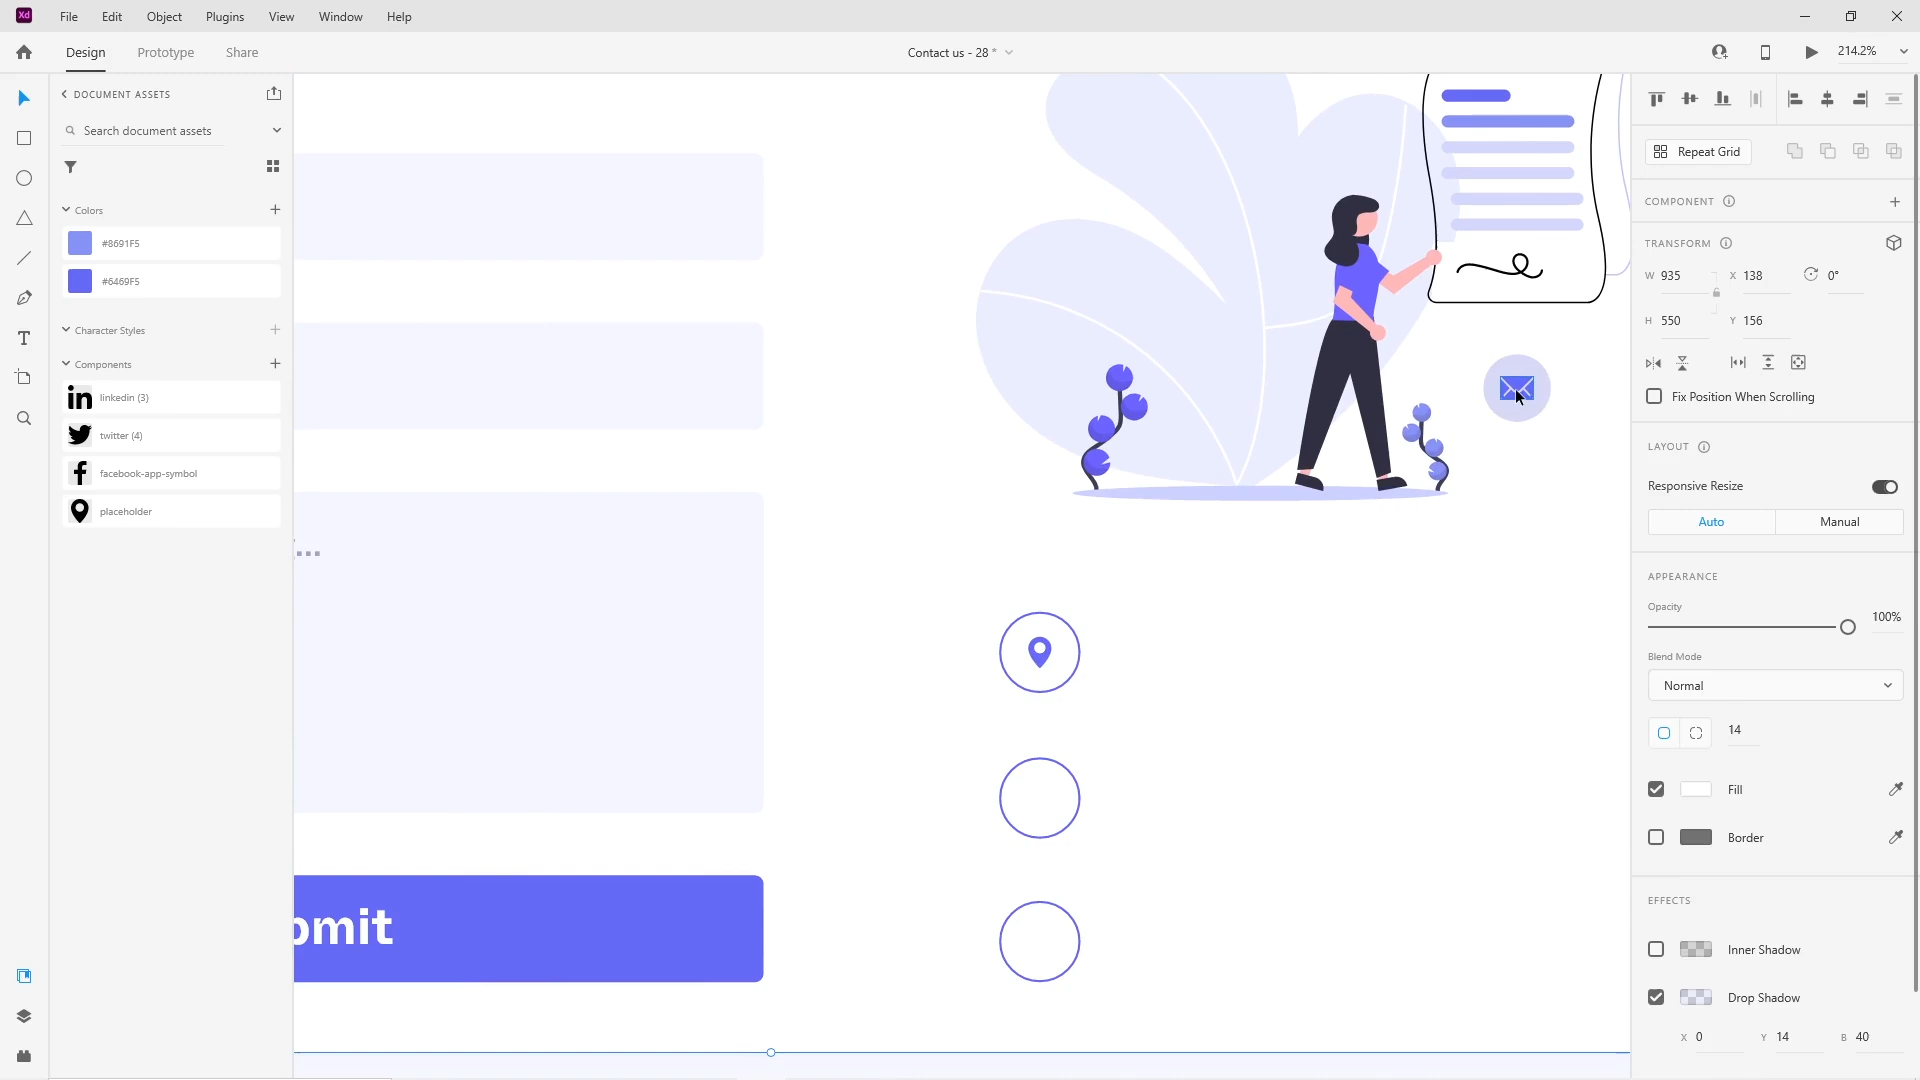 Xd File Edit Object Plugins View Window Help
Design Prototype Share Contact us - 28 * 214.2%
DOCUMENT ASSETS
Search document assets
Colors
#8691F5
#6469F5
Character Styles
Components
linkedin (3)
twitter (4)
facebook-app-symbol
placeholder
...
bmit
Repeat Grid
COMPONENT
TRANSFORM
W 935 X 138 0°
H 550 Y 156
Fix Position When Scrolling
LAYOUT
Responsive Resize
Auto Manual
APPEARANCE
Opacity
100%
Blend Mode
Normal
14
Fill
Border
EFFECTS
Inner Shadow
Drop Shadow
X 0 Y 14 B 40